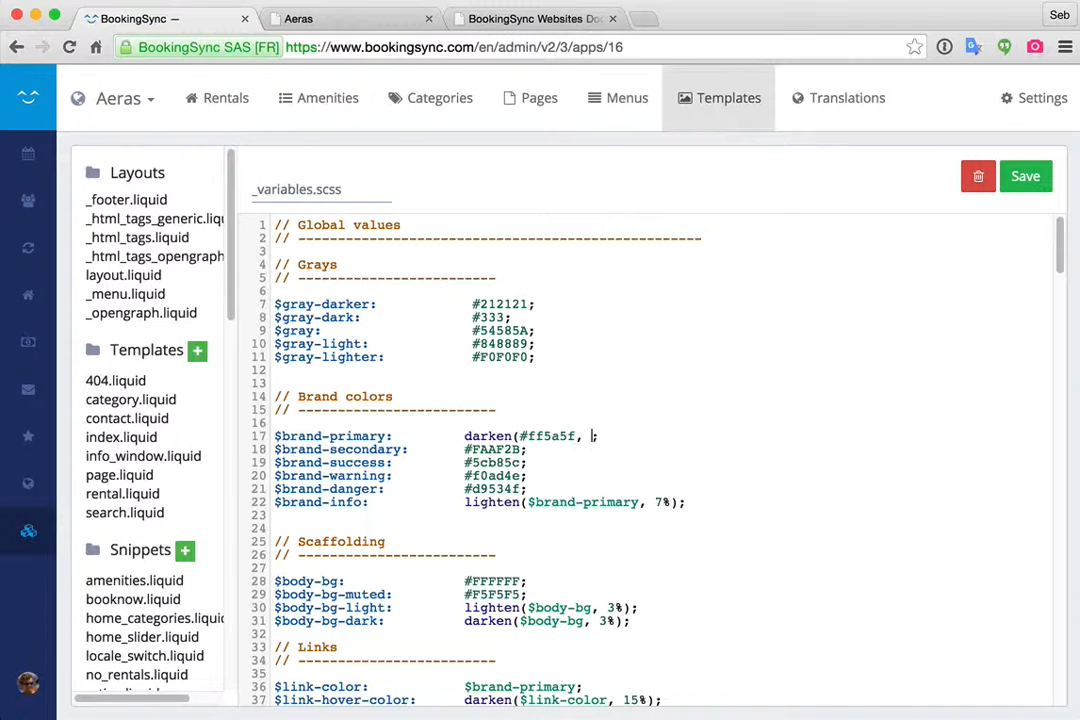 BookingSync —
Aeras
BookingSync Websites Do
Seb
BookingSync SAS [FR] https://www.bookingsync.com/en/admin/v2/3/apps/16
Aeras
Rentals
Amenities
Categories
Pages
Menus
Templates
Translations
Settings
Layouts
_footer.liquid
_html_tags_generic.liqu
_html_tags.liquid
_html_tags_opengraph
layout.liquid
_menu.liquid
_opengraph.liquid
Templates
404.liquid
category.liquid
contact.liquid
index.liquid
info_window.liquid
page.liquid
rental.liquid
search.liquid
Snippets
amenities.liquid
booknow.liquid
home_categories.liquid
home_slider.liquid
locale_switch.liquid
no_rentals.liquid
_variables.scss
Save
1 // Global values
2 // --------------------------------------------------
3
4 // Grays
5 // -------------------------
6
7 $gray-darker: #212121;
8 $gray-dark: #333;
9 $gray: #54585A;
10 $gray-light: #848889;
11 $gray-lighter: #F0F0F0;
12
13
14 // Brand colors
15 // -------------------------
16
17 $brand-primary: darken(#ff5a5f, ;
18 $brand-secondary: #FAAF2B;
19 $brand-success: #5cb85c;
20 $brand-warning: #f0ad4e;
21 $brand-danger: #d9534f;
22 $brand-info: lighten($brand-primary, 7%);
23
24
25 // Scaffolding
26 // -------------------------
27
28 $body-bg: #FFFFFF;
29 $body-bg-muted: #F5F5F5;
30 $body-bg-light: lighten($body-bg, 3%);
31 $body-bg-dark: darken($body-bg, 3%);
32
33 // Links
34 // -------------------------
35
36 $link-color: $brand-primary;
37 $link-hover-color: darken($link-color, 15%);